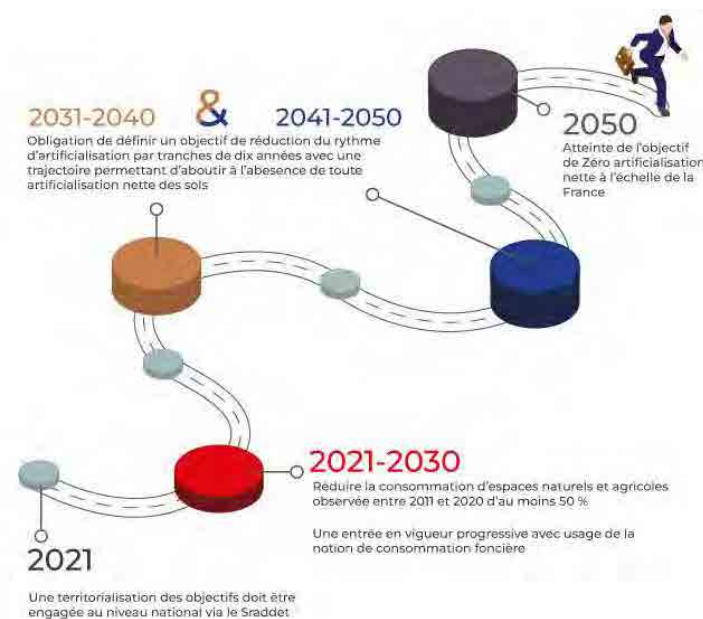 2031-2040 & 2041-2050
Obligation de définir un objectif de réduction du rythme
d'artificialisation par tranches de dix années avec une
trajectoire permettant d'aboutir à l'abesence de toute
artificialisation nette des sols
2050
Atteinte de l'objectif
de Zéro artificialisation
nette à l'échelle de la
France
2021-2030
Réduire la consommation d'espaces naturels et agricoles
observée entre 2011 et 2020 d'au moins 50 %
Une entrée en vigueur progressive avec usage de la
notion de consommation foncière
2021
Une territorialisation des objectifs doit être
engagée au niveau national via le Sraddet